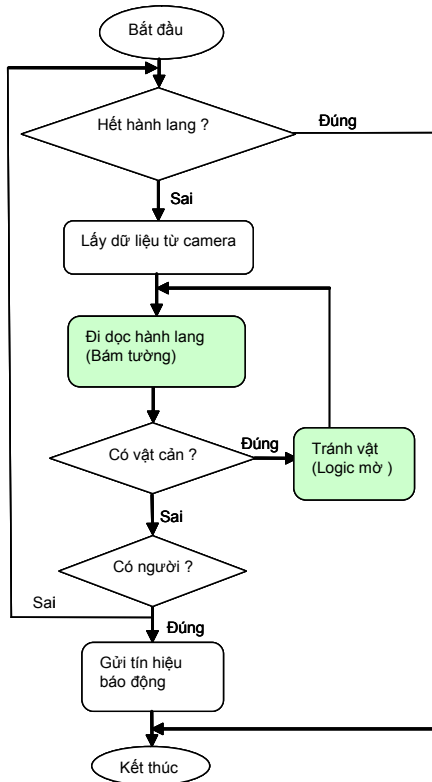 Bắt đầu
Hết hành lang ?
Đúng
Sai
Lấy dữ liệu từ camera
Đi dọc hành lang
(Bám tường)
Có vật cản ?
Đúng
Tránh vật
(Logic mờ )
Sai
Có người ?
Sai
Đúng
Gửi tín hiệu
báo động
Kết thúc